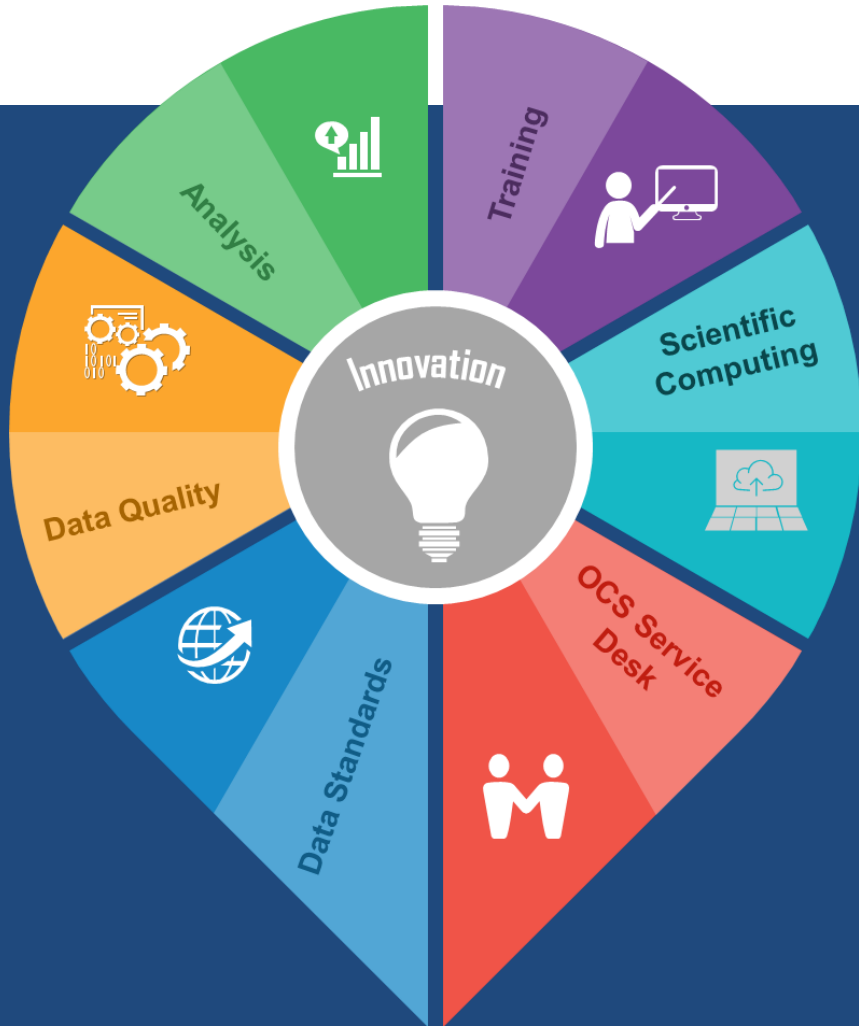 Analysis
Training
Scientific
Computing
OCS Service
Desk
Data Standards
Data Quality
Innovation